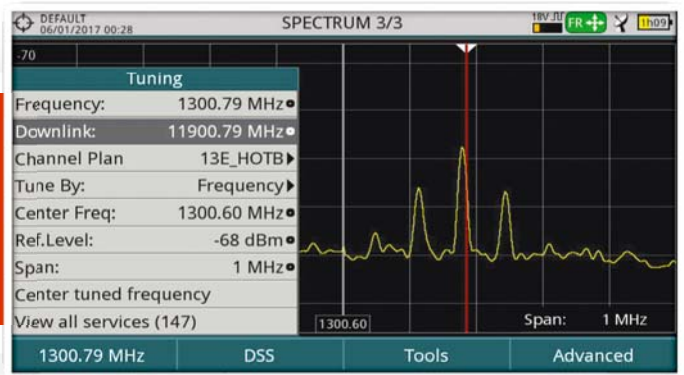 DEFAULT
06/01/2017 00:28
SPECTRUM 3/3
18V
FR
1h09
-70
Tuning
Frequency: 1300.79 MHz
Downlink: 11900.79 MHz
Channel Plan 13E_HOTB
Tune By: Frequency
Center Freq: 1300.60 MHz
Ref.Level: -68 dBm
Span: 1 MHz
Center tuned frequency
View all services (147)
1300.60
Span: 1 MHz
1300.79 MHz
DSS
Tools
Advanced